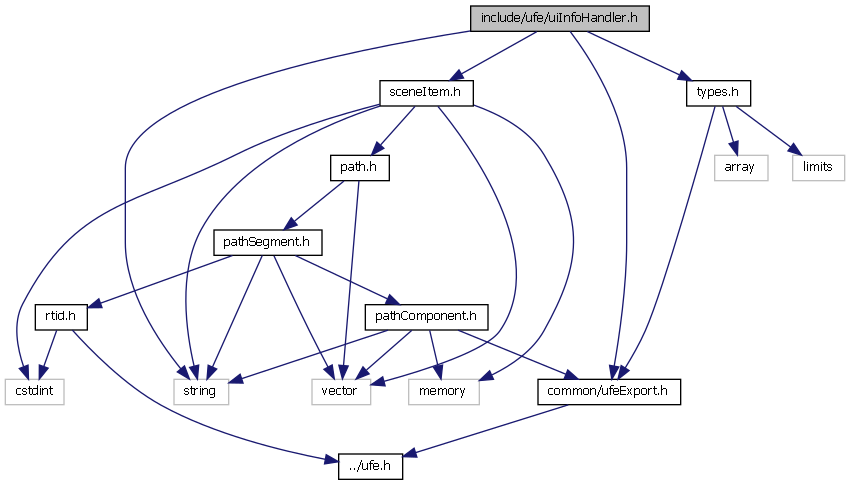 include/ufe/uiInfoHandler.h
sceneItem.h
types.h
path.h
array
limits
pathSegment.h
rtid.h
pathComponent.h
cstdint
string
vector
memory
common/ufeExport.h
../ufe.h